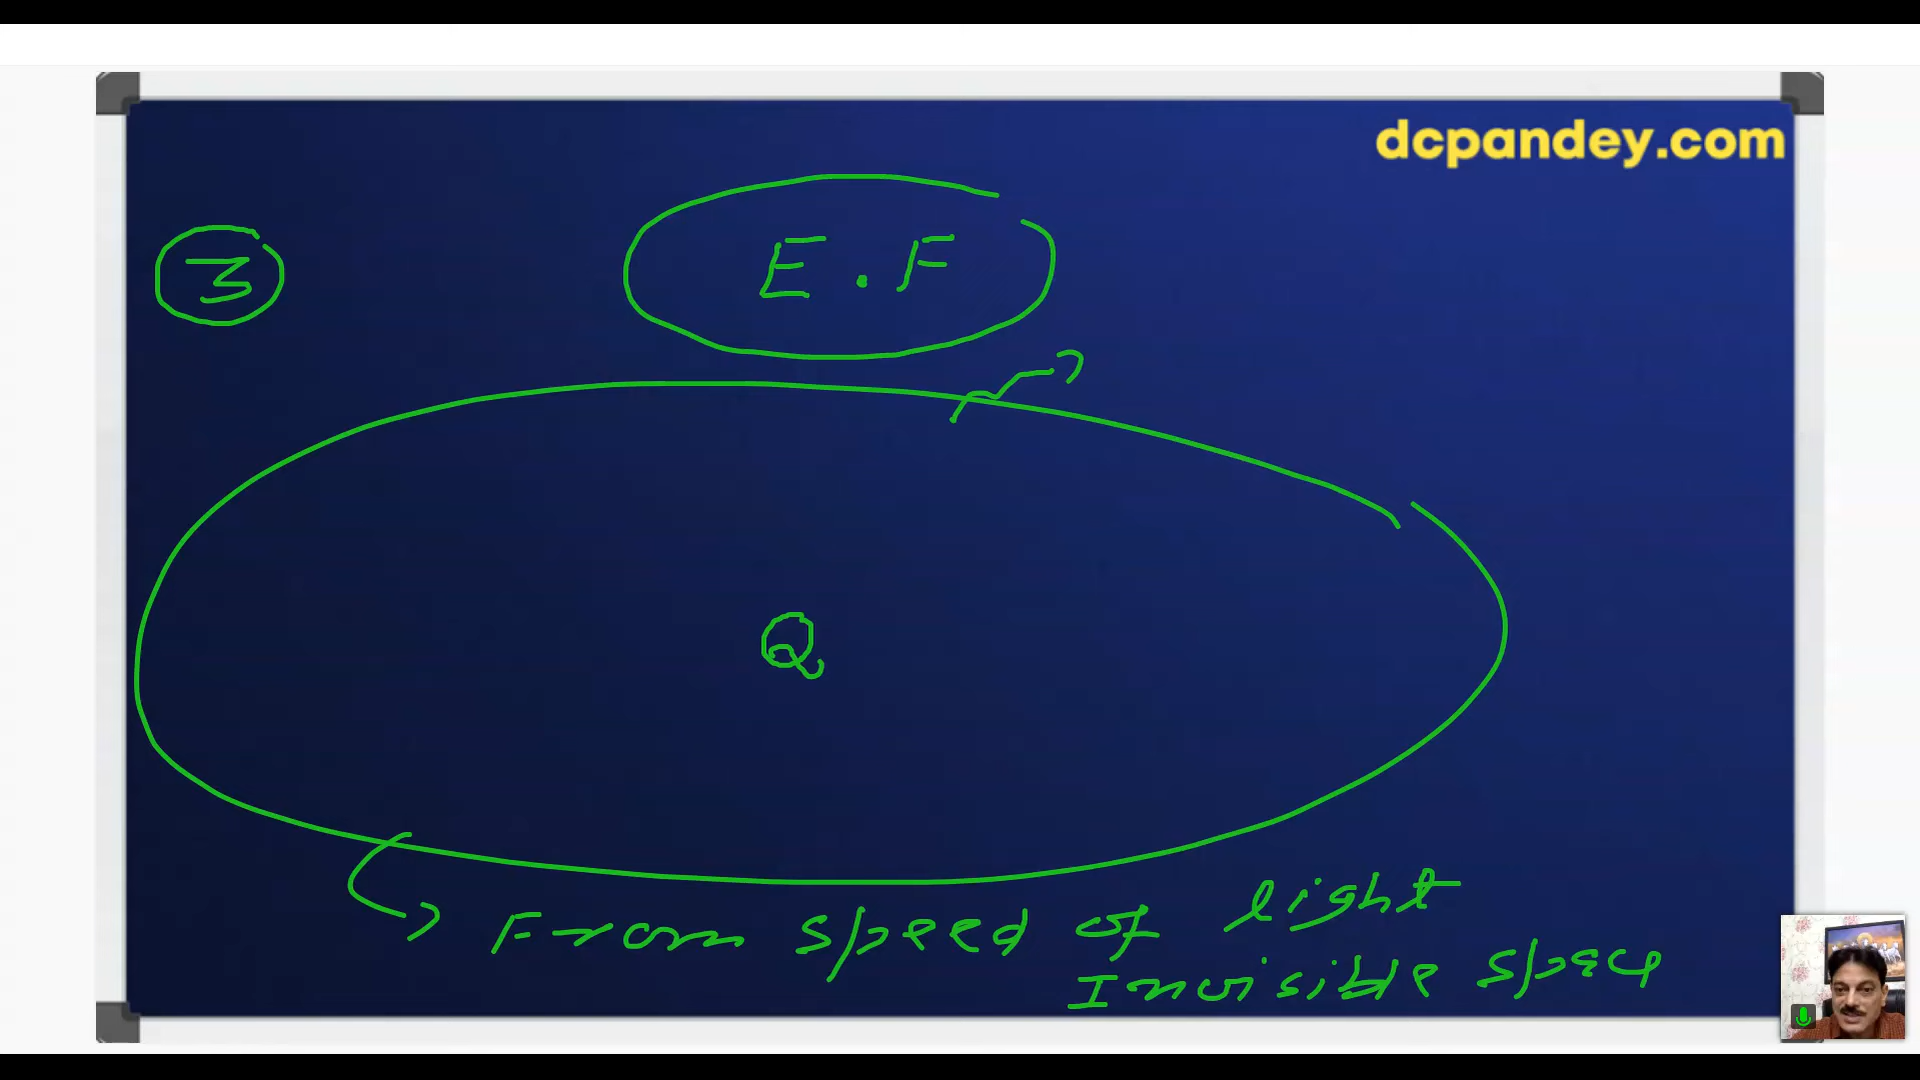 dcpandey.com
3
E.F
Q
From speed of light
Invisible space